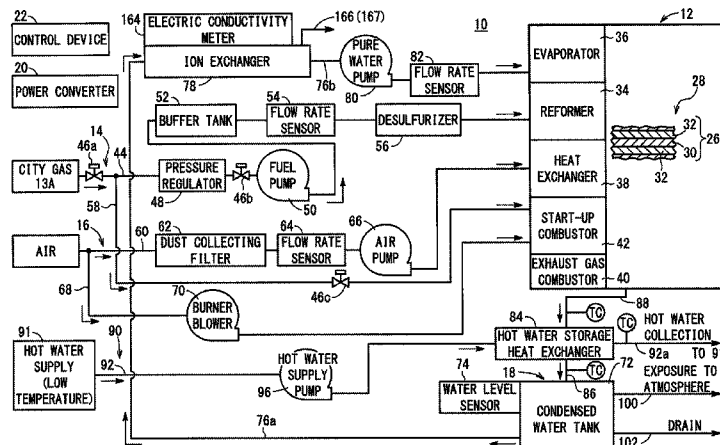 22
CONTROL DEVICE
20
POWER CONVERTER
164
ELECTRIC CONDUCTIVITY
METER
ION EXCHANGER
78
166 (167)
76b
PURE
WATER
PUMP
80
82
FLOW RATE
SENSOR
10
12
EVAPORATOR
36
34
REFORMER
HEAT
EXCHANGER
38
START-UP
COMBUSTOR
42
EXHAUST GAS
COMBUSTOR
40
28
32
30
26
32
52
BUFFER TANK
54
FLOW RATE
SENSOR
DESULFURIZER
56
46a
14
44
CITY GAS
13A
58
PRESSURE
REGULATOR
48
46b
FUEL
PUMP
50
AIR
16
60
62
DUST COLLECTING
FILTER
64
FLOW RATE
SENSOR
66
AIR
PUMP
46c
68
70
BURNER
BLOWER
91
HOT WATER
SUPPLY
(LOW
TEMPERATURE)
90
92
HOT WATER
SUPPLY
PUMP
96
84
HOT WATER STORAGE
HEAT EXCHANGER
88
TC
TC
HOT WATER
COLLECTION
92a
TO 9
74
WATER LEVEL
SENSOR
18
TC
86
72
CONDENSED
WATER TANK
EXPOSURE TO
ATMOSPHERE
100
DRAIN
102
76a